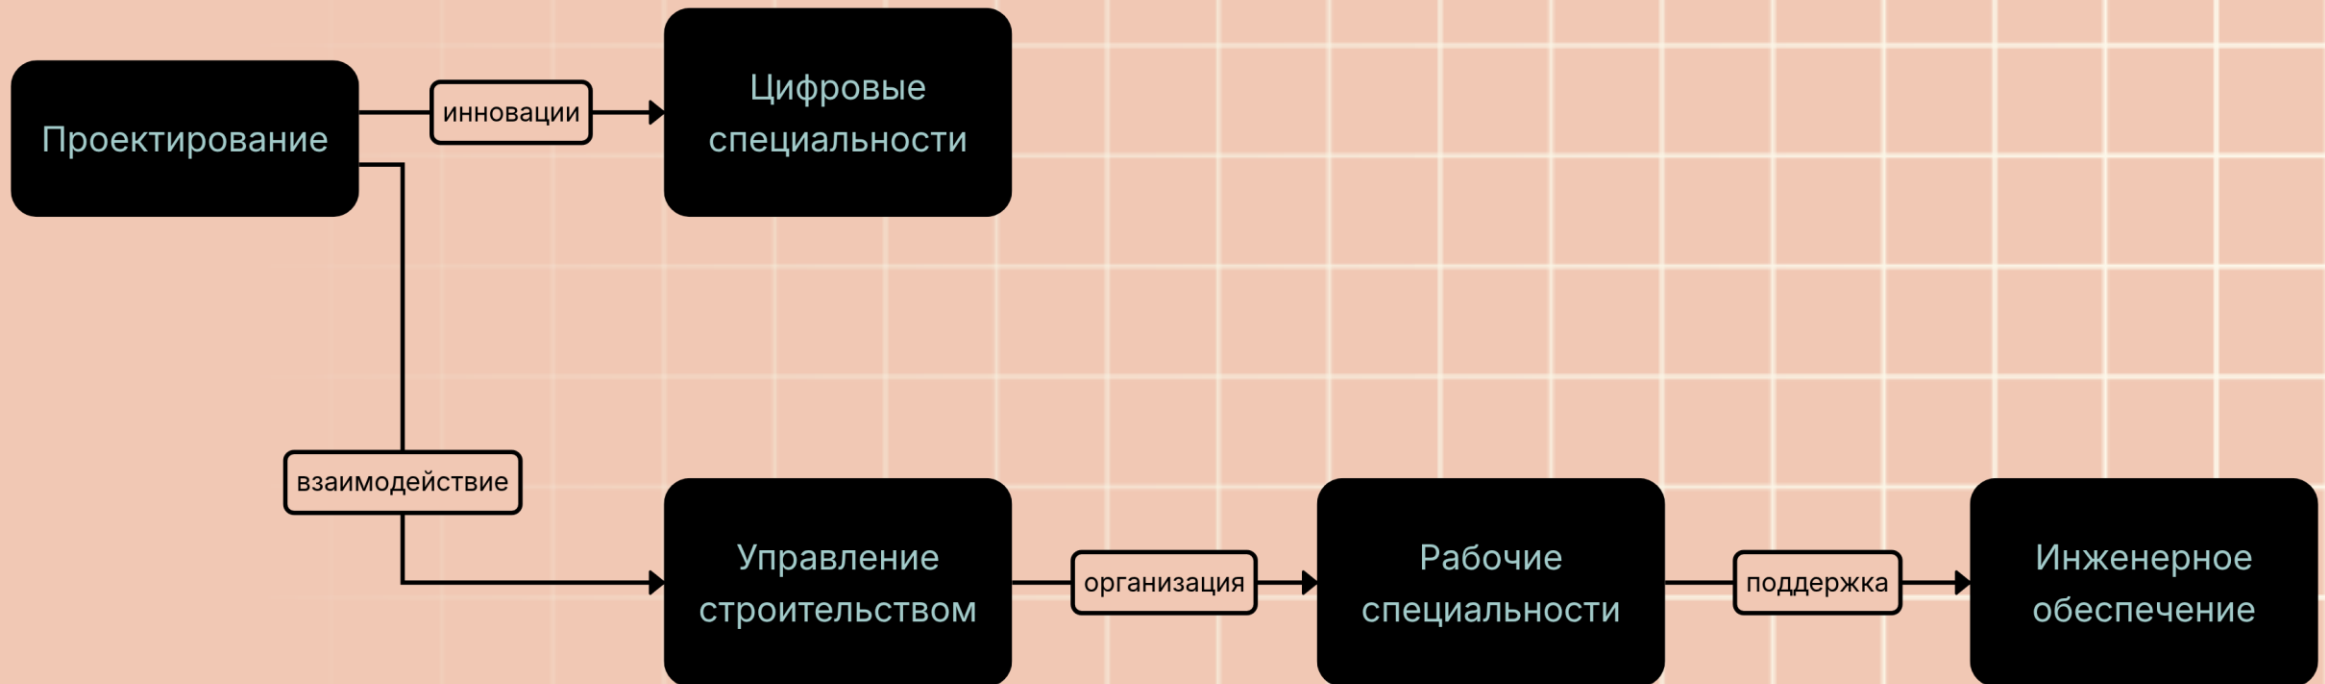 Проектирование
инновации
Цифровые
специальности
взаимодействие
Управление
строительством
организация
Рабочие
специальности
поддержка
Инженерное
обеспечение